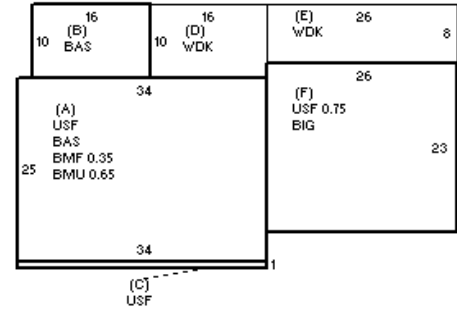 16
(B)
BAS
10
16
(D)
WDK
10
(E)
WDK
26
8
34
(A)
USF
BAS
BMF 0.35
BMU 0.65
25
34
26
(F)
USF 0.75
BIG
23
1
(C)
USF